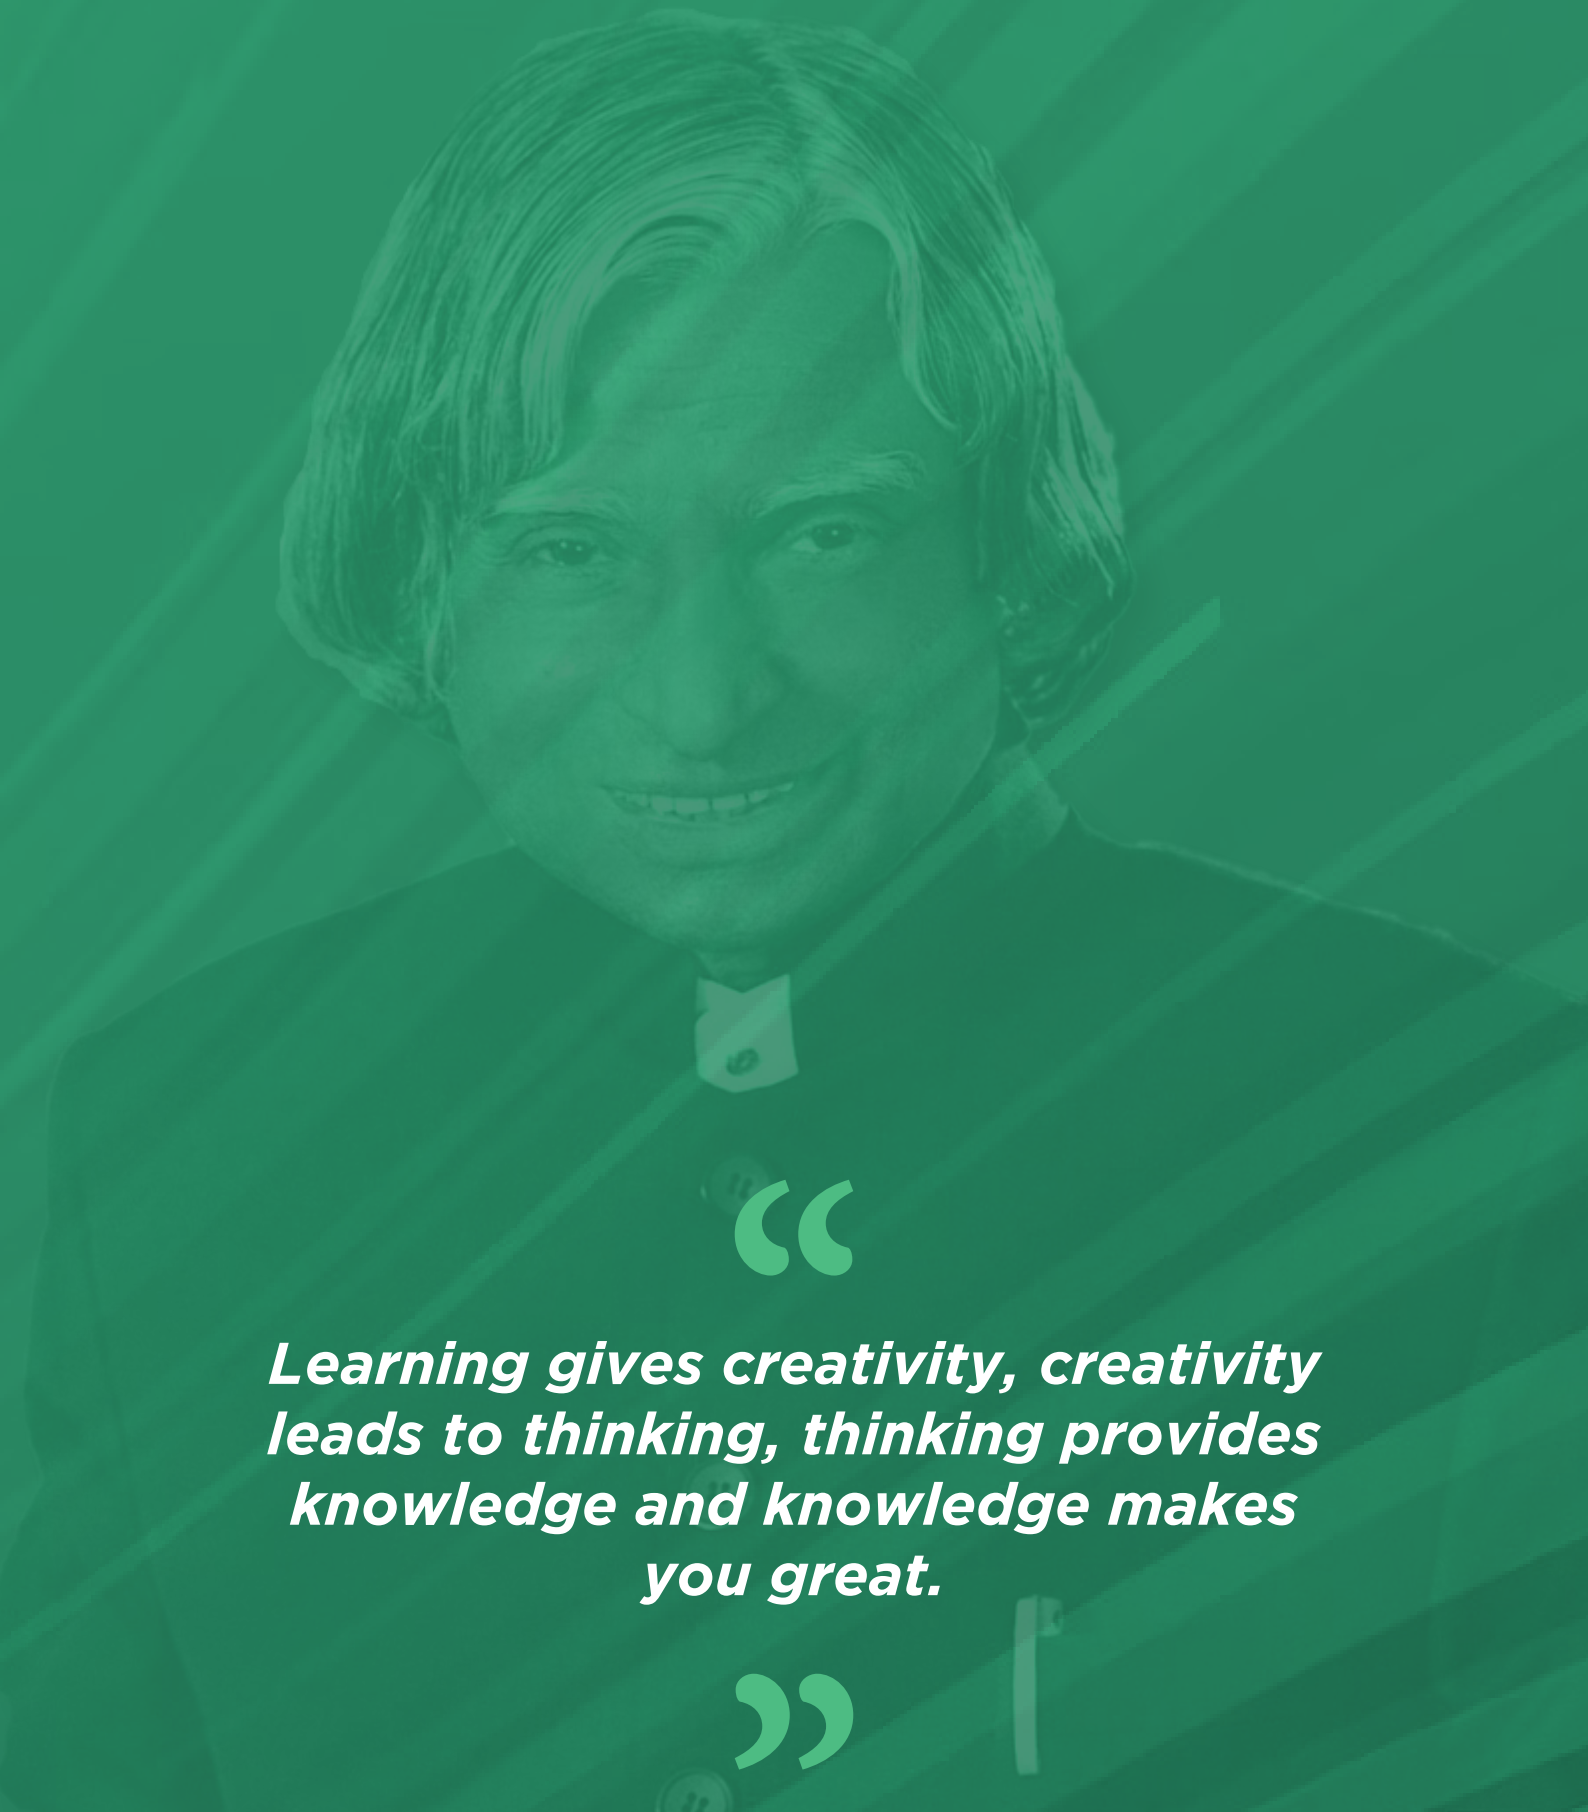 “
Learning gives creativity, creativity
leads to thinking, thinking provides
knowledge and knowledge makes
you great.
”